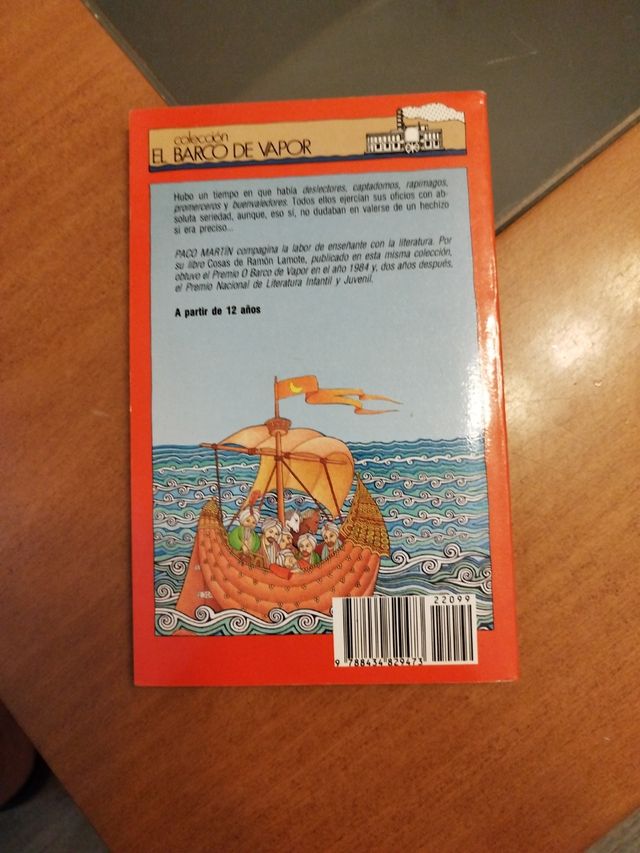 colección
EL BARCO DE VAPOR
Hubo un tiempo en que había deslectores, captadomos, rapimagos,
promerceros y buenvaledores. Todos ellos ejercían sus oficios con ab-
soluta seriedad, aunque, eso sí, no dudaban en valerse de un hechizo
si era preciso...
PACO MARTÍN compagina la labor de enseñante con la literatura. Por
su libro Cosas de Ramón Lamote, publicado en esta misma colección,
obtuvo el Premio O Barco de Vapor en el año 1984 y, dos años después,
el Premio Nacional de Literatura Infantil y Juvenil.
A partir de 12 años
22099
9 788434 829473